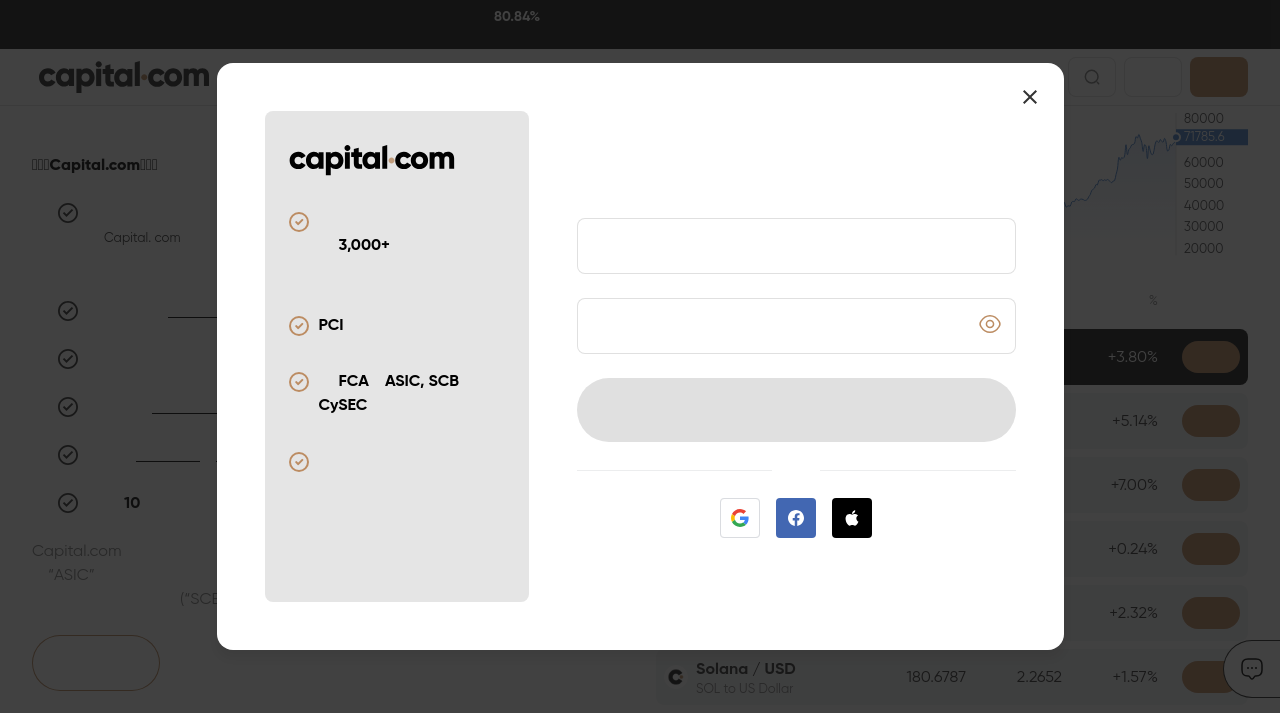 80.84%
capital.com
80000
71785.6
60000
50000
40000
30000
20000
Capital.com
Capital. com
10
Capital.com
"ASIC"
("SCB
capital.com
3,000+
PCI
FCA ASIC, SCB
CySEC
%
+3.80%
+5.14%
+7.00%
+0.24%
+2.32%
Solana / USD
SOL to US Dollar
180.6787
2.2652
+1.57%